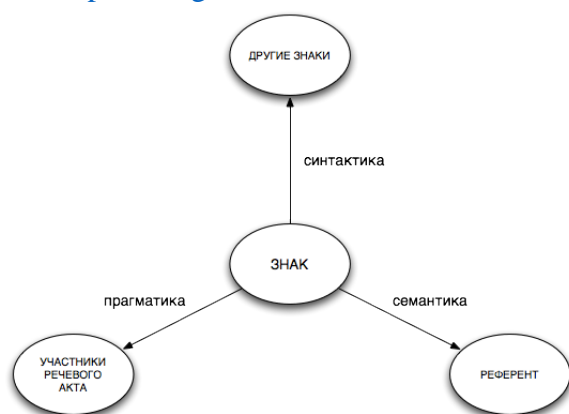 ДРУГИЕ ЗНАКИ
синтактика
ЗНАК
прагматика
семантика
УЧАСТНИКИ
РЕЧЕВОГО
АКТА
РЕФЕРЕНТ